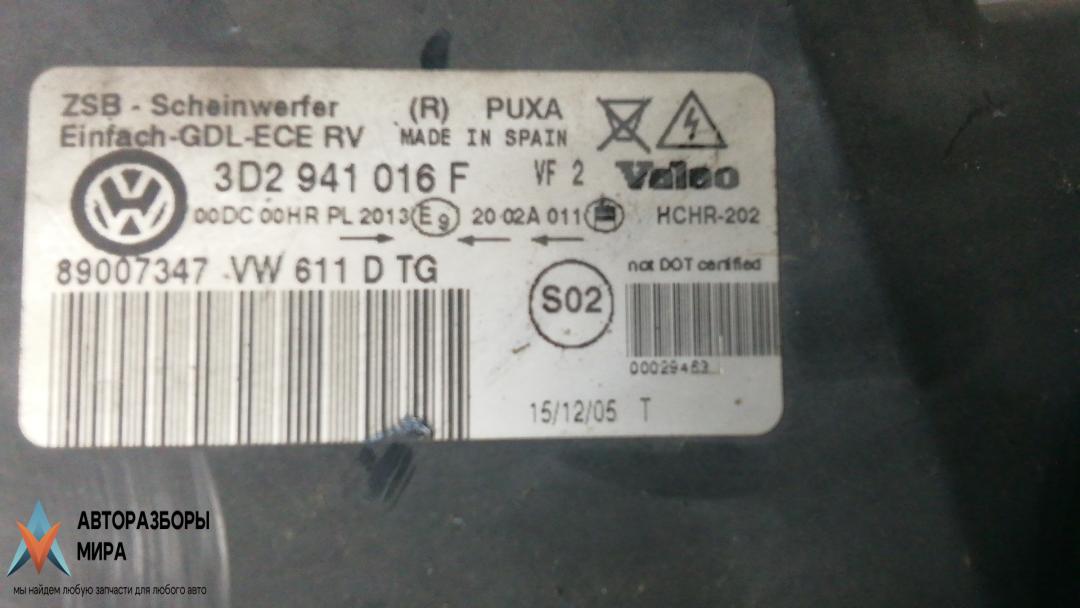 ZSB - Scheinwerfer (R) PUXA
Einfach-GDL-ECE RV MADE IN SPAIN
3D2 941 016 F VF 2 Valeo
00DC 00HR PL 2013 E9 20 02A 011 HCHR-202
89007347 VW 611 D TG not DOT certified
S02
00029463
15/12/05 T
АВТОРАЗБОРЫ
МИРА
мы найдем любую запчасти для любого авто